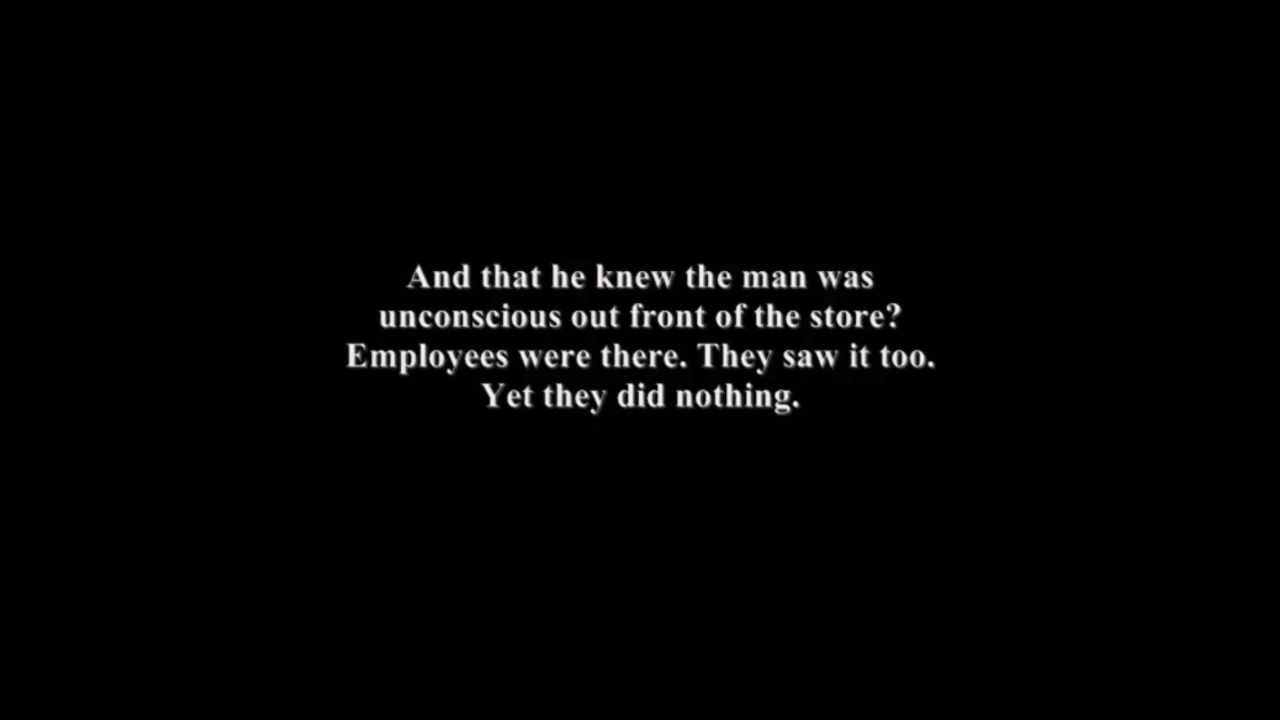 And that he knew the man was
unconscious out front of the store?
Employees were there. They saw it too.
Yet they did nothing.